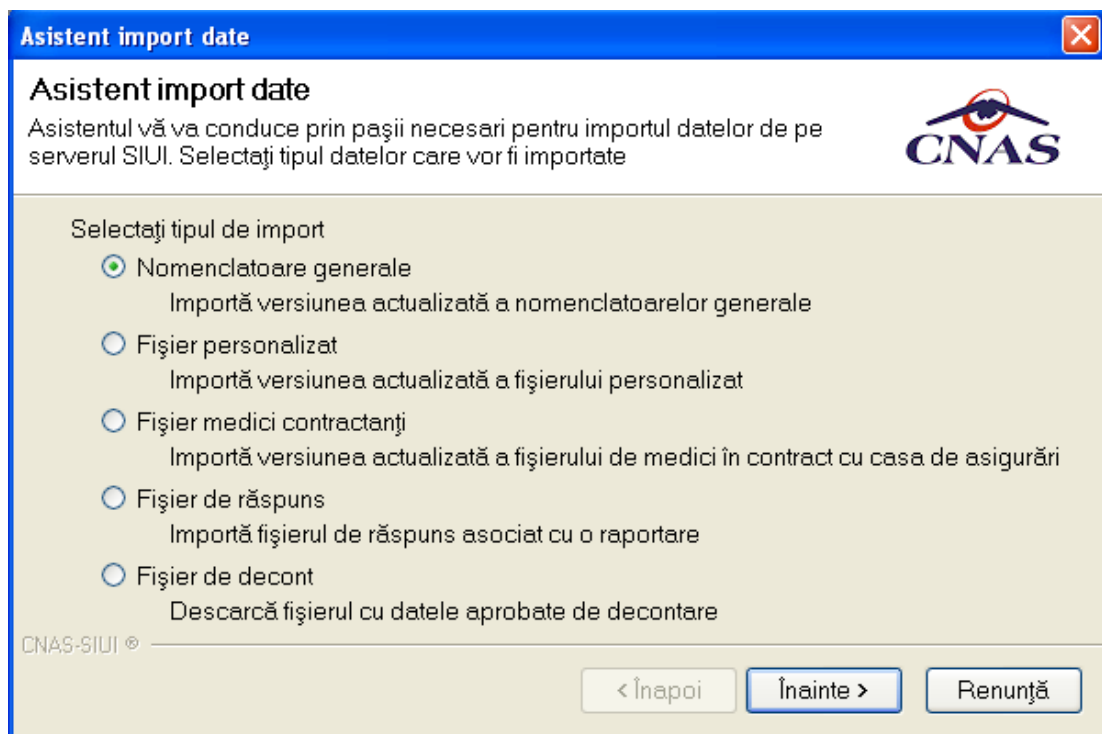 Asistent import date
Asistent import date
Asistentul vă va conduce prin paşii necesari pentru importul datelor de pe
serverul SIUI. Selectaţi tipul datelor care vor fi importate
CNAS
Selectaţi tipul de import
Nomenclatoare generale
Importă versiunea actualizată a nomenclatoarelor generale
Fişier personalizat
Importă versiunea actualizată a fişierului personalizat
Fişier medici contractanţi
Importă versiunea actualizată a fişierului de medici în contract cu casa de asigurări
Fişier de răspuns
Importă fişierul de răspuns asociat cu o raportare
Fişier de decont
Descarcă fişierul cu datele aprobate de decontare
CNAS-SIUI ®
< Înapoi Înainte > Renunţă